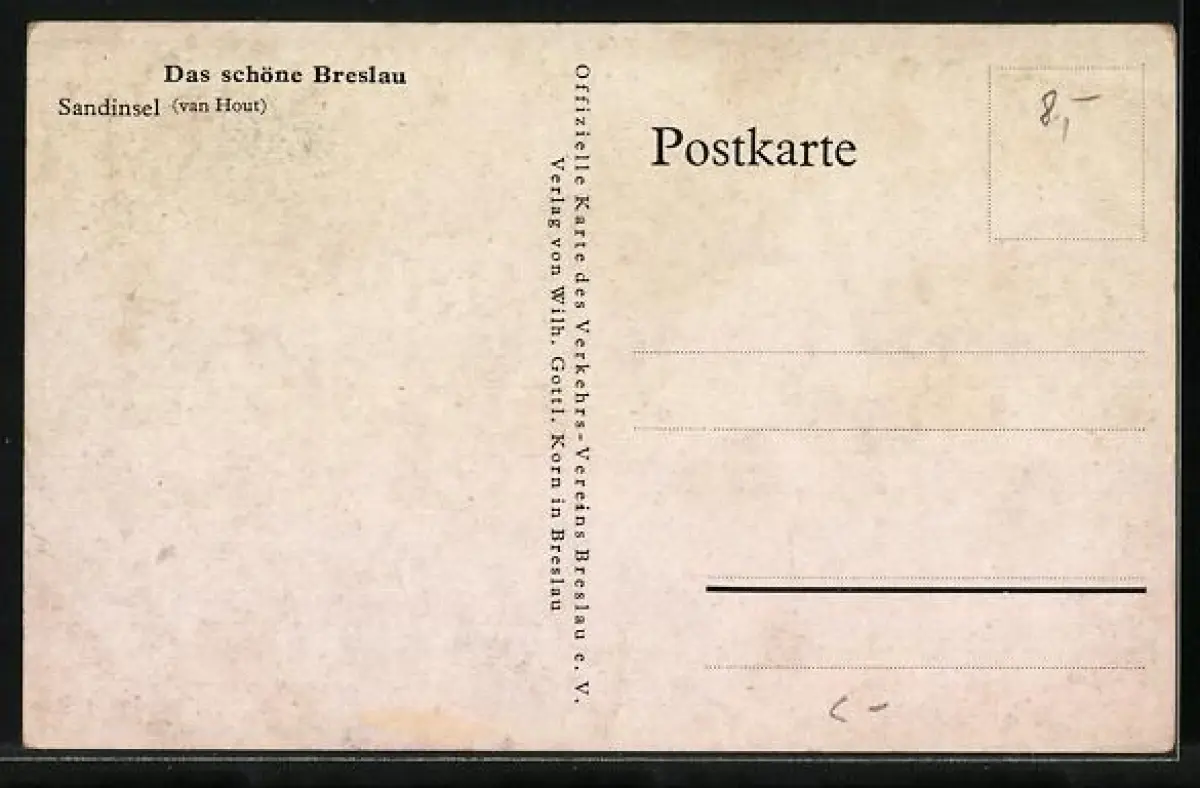 Das schöne Breslau
Sandinsel (van Hout)
Offizielle Karte des Verkehrs-Vereins Breslau e. V.
Verlag von Wilh. Gottl. Korn in Breslau
Postkarte
8,-